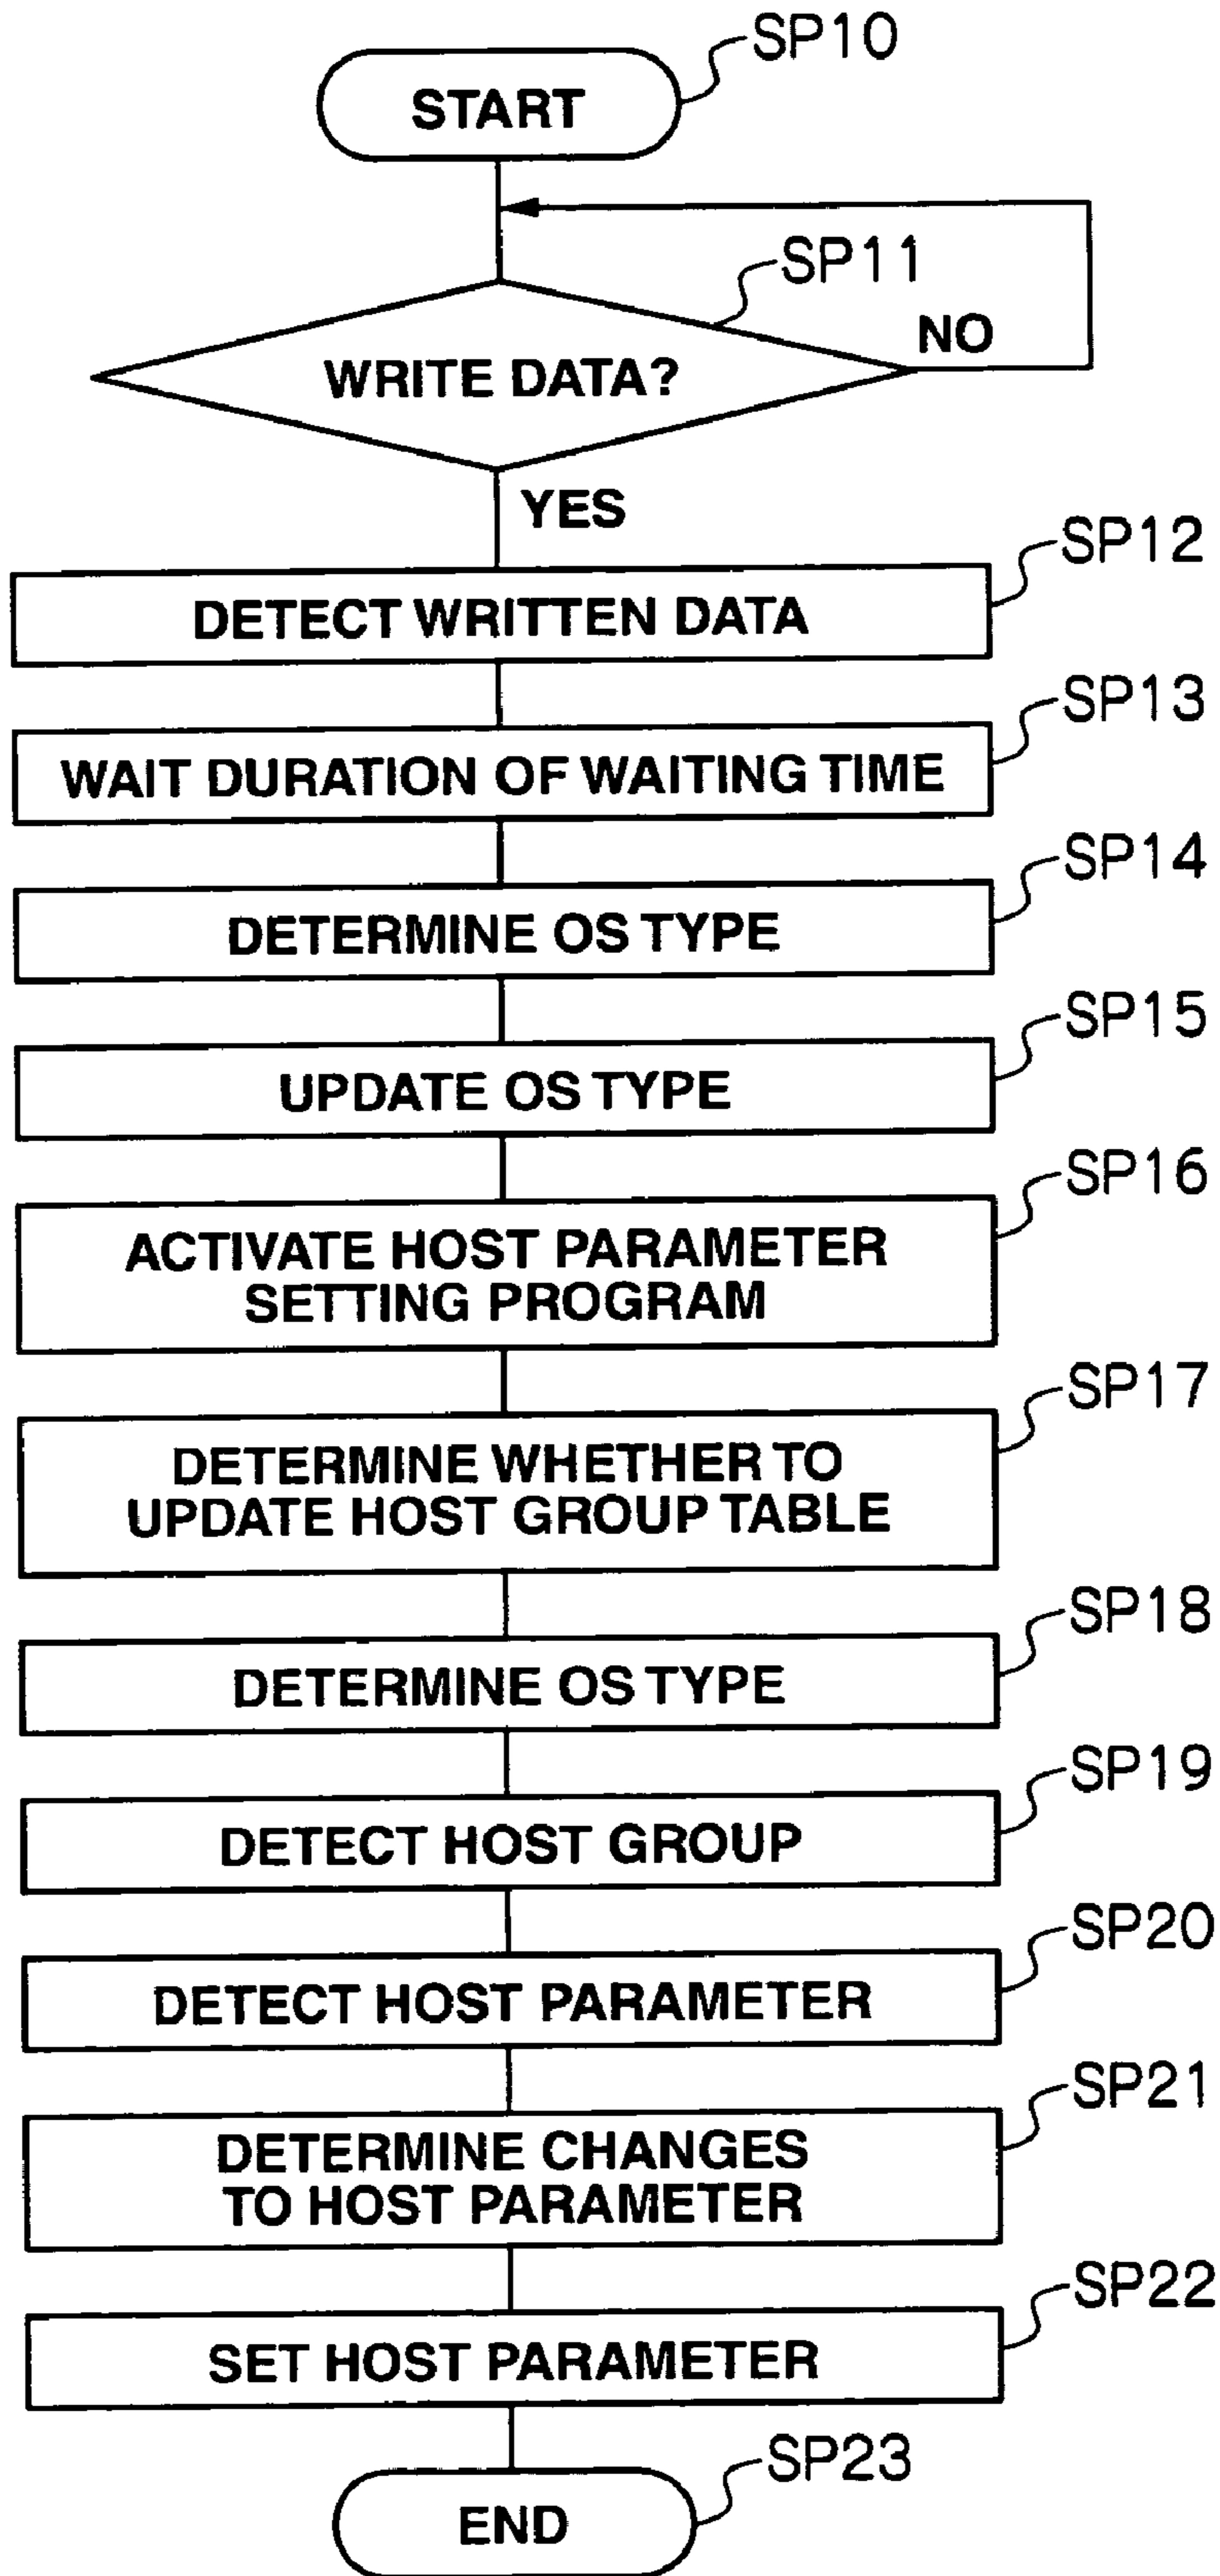 SP10
START
SP11
NO
WRITE DATA?
YES
SP12
DETECT WRITTEN DATA
SP13
WAIT DURATION OF WAITING TIME
SP14
DETERMINE OS TYPE
SP15
UPDATE OS TYPE
SP16
ACTIVATE HOST PARAMETER
SETTING PROGRAM
SP17
DETERMINE WHETHER TO
UPDATE HOST GROUP TABLE
SP18
DETERMINE OS TYPE
SP19
DETECT HOST GROUP
SP20
DETECT HOST PARAMETER
SP21
DETERMINE CHANGES
TO HOST PARAMETER
SP22
SET HOST PARAMETER
SP23
END